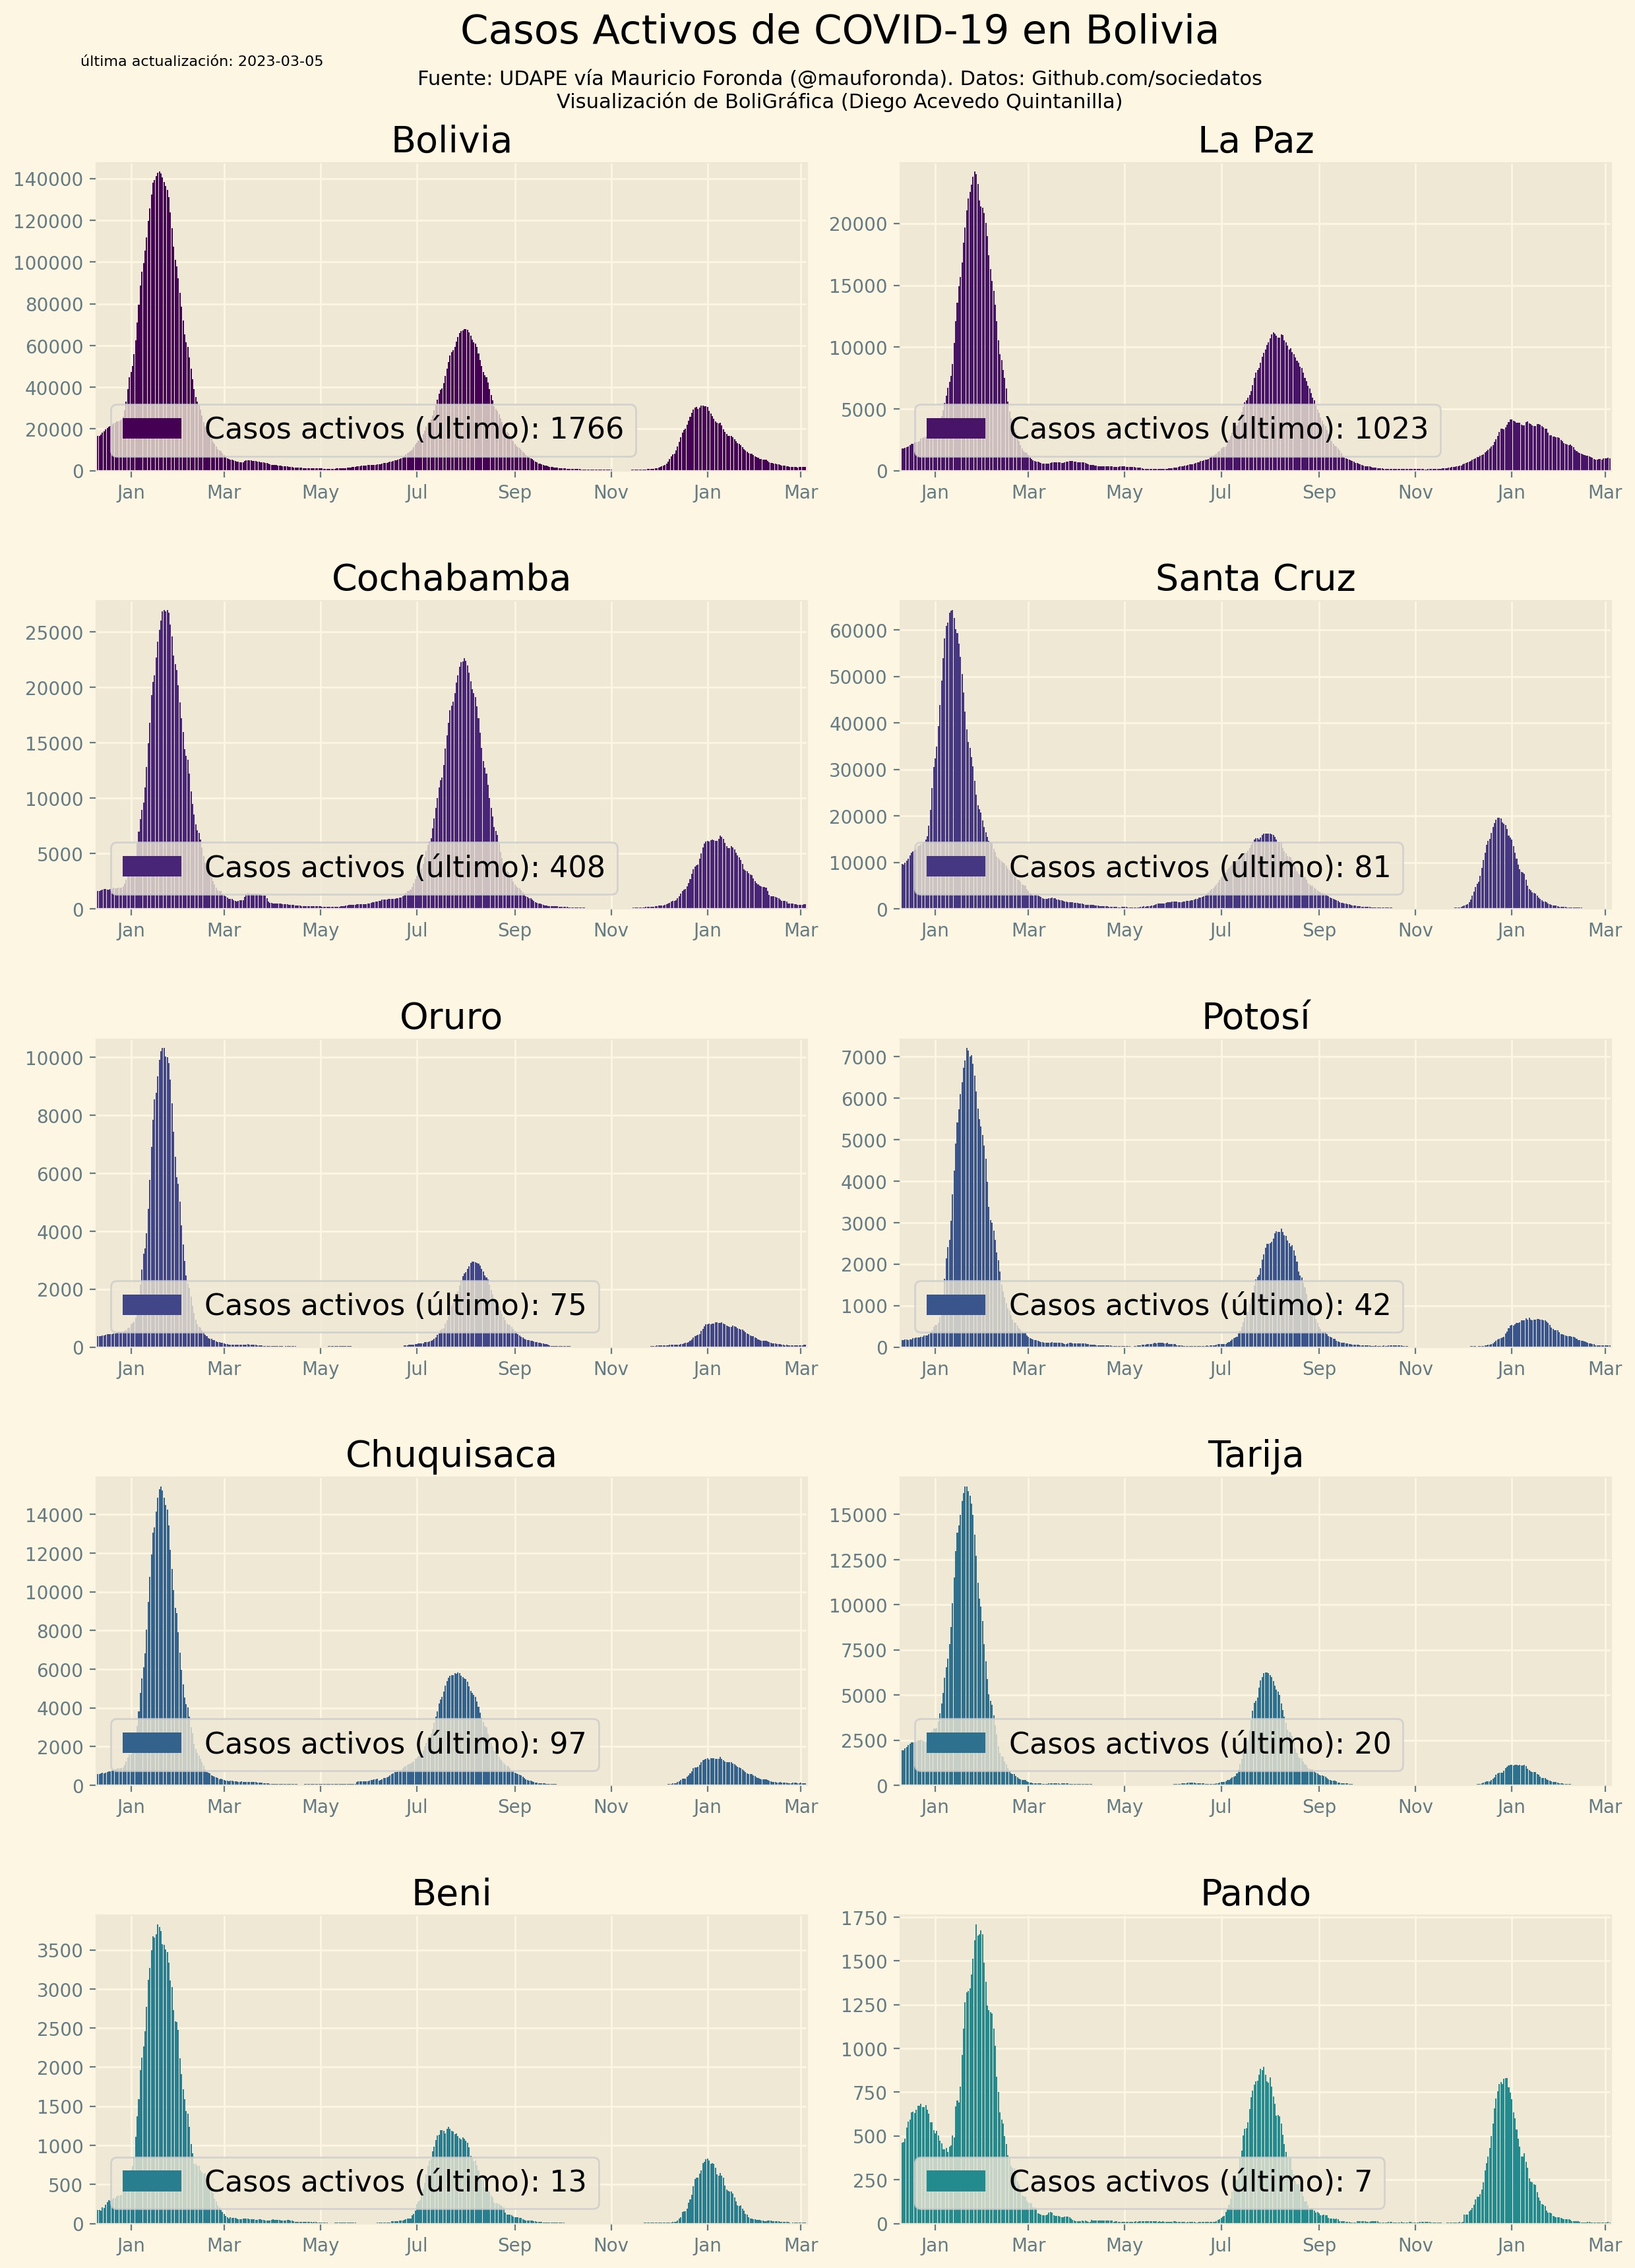 Casos Activos de COVID-19 en Bolivia
última actualización: 2023-03-05
Fuente: UDAPE vía Mauricio Foronda (@mauforonda). Datos: Github.com/sociedatos
Visualización de BoliGráfica (Diego Acevedo Quintanilla)
Bolivia
140000
120000
100000
80000
60000
40000
20000
0
Casos activos (último): 1766
Jan Mar May Jul Sep Nov Jan Mar
La Paz
20000
15000
10000
5000
0
Casos activos (último): 1023
Jan Mar May Jul Sep Nov Jan Mar
Cochabamba
25000
20000
15000
10000
5000
0
Casos activos (último): 408
Jan Mar May Jul Sep Nov Jan Mar
Santa Cruz
60000
50000
40000
30000
20000
10000
0
Casos activos (último): 81
Jan Mar May Jul Sep Nov Jan Mar
Oruro
10000
8000
6000
4000
2000
0
Casos activos (último): 75
Jan Mar May Jul Sep Nov Jan Mar
Potosí
7000
6000
5000
4000
3000
2000
1000
0
Casos activos (último): 42
Jan Mar May Jul Sep Nov Jan Mar
Chuquisaca
14000
12000
10000
8000
6000
4000
2000
0
Casos activos (último): 97
Jan Mar May Jul Sep Nov Jan Mar
Tarija
15000
12500
10000
7500
5000
2500
0
Casos activos (último): 20
Jan Mar May Jul Sep Nov Jan Mar
Beni
3500
3000
2500
2000
1500
1000
500
0
Casos activos (último): 13
Jan Mar May Jul Sep Nov Jan Mar
Pando
1750
1500
1250
1000
750
500
250
0
Casos activos (último): 7
Jan Mar May Jul Sep Nov Jan Mar